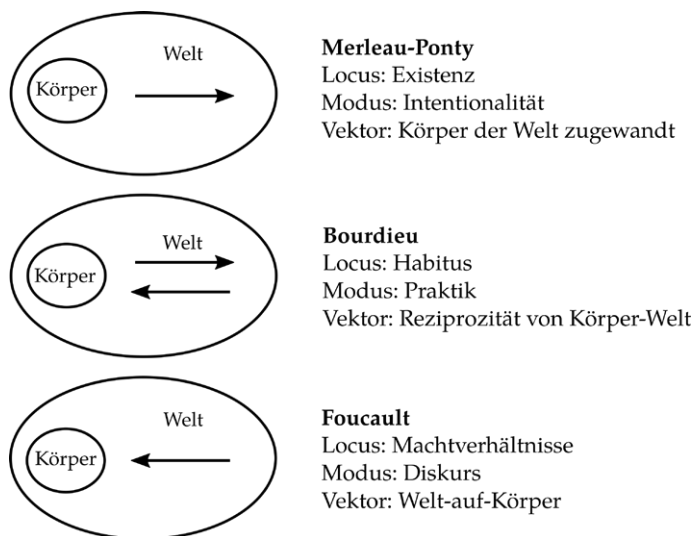 Welt
Körper
Merleau-Ponty
Locus: Existenz
Modus: Intentionalität
Vektor: Körper der Welt zugewandt
Welt
Körper
Bourdieu
Locus: Habitus
Modus: Praktik
Vektor: Reziprozität von Körper-Welt
Welt
Körper
Foucault
Locus: Machtverhältnisse
Modus: Diskurs
Vektor: Welt-auf-Körper